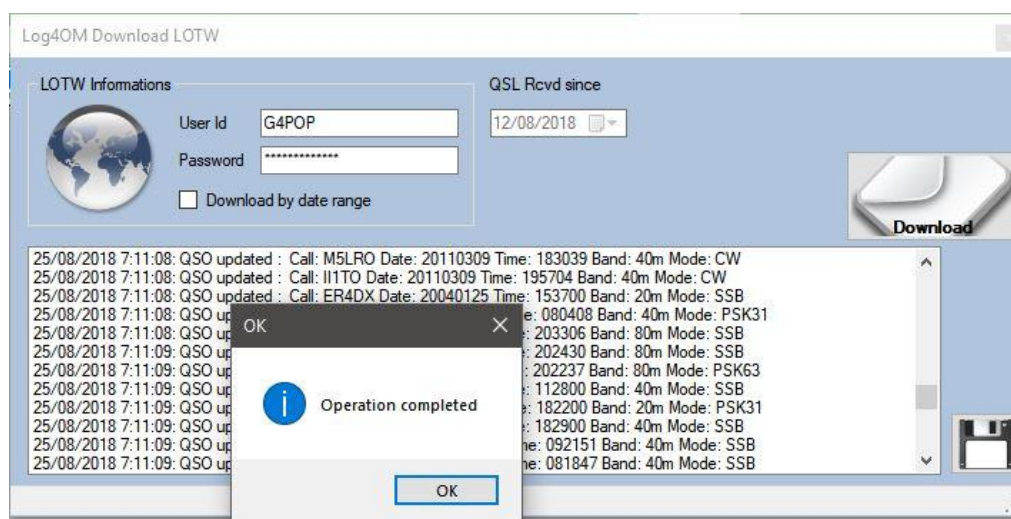 Log4OM Download LOTW
LOTW Informations
QSL Rcvd since
User Id G4POP
12/08/2018
Password *************
Download by date range
Download
25/08/2018 7:11:08: QSO updated : Call: M5LRO Date: 20110309 Time: 183039 Band: 40m Mode: CW
25/08/2018 7:11:08: QSO updated : Call: II1TO Date: 20110309 Time: 195704 Band: 40m Mode: CW
25/08/2018 7:11:08: QSO updated : Call: ER4DX Date: 20040125 Time: 153700 Band: 20m Mode: SSB
25/08/2018 7:11:08: QSO up e: 080408 Band: 40m Mode: PSK31
25/08/2018 7:11:09: QSO up e: 203306 Band: 80m Mode: SSB
25/08/2018 7:11:09: QSO up : 202430 Band: 80m Mode: SSB
25/08/2018 7:11:09: QSO up : 202237 Band: 80m Mode: PSK63
25/08/2018 7:11:09: QSO up : 112800 Band: 40m Mode: SSB
25/08/2018 7:11:09: QSO up e: 182200 Band: 20m Mode: PSK31
25/08/2018 7:11:09: QSO up : 182900 Band: 40m Mode: SSB
25/08/2018 7:11:09: QSO up ne: 092151 Band: 40m Mode: SSB
25/08/2018 7:11:09: QSO up ne: 081847 Band: 40m Mode: SSB
OK
Operation completed
OK